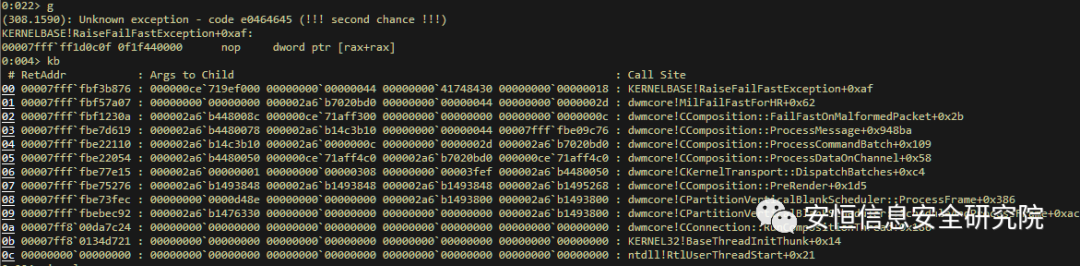 0:022> g
(308.1590): Unknown exception - code e0464645 (!!! second chance !!!)
KERNELBASE!RaiseFailFastException+0xaf:
00007fff`ff1d0c0f 0f1f440000 nop dword ptr [rax+rax]
0:004> kb
# RetAddr : Args to Child : Call Site
00 00007fff`fbf3b876 : 000000ce`719ef000 00000000`00000044 00000000`41748430 00000000`00000018 : KERNELBASE!RaiseFailFastException+0xaf
01 00007fff`fbf57a07 : 00000000`00000000 000002a6`b7020bd0 00000000`00000044 00000000`0000002d : dwmcore!MilFailFastForHR+0x62
02 00007fff`fbf1230a : 000002a6`b448008c 000000ce`71aff300 00000000`00000000 00000000`0000000c : dwmcore!CComposition::FailFastOnMalformedPacket+0x2b
03 00007fff`fbe7d619 : 000002a6`b4480078 000002a6`b14c3b10 00000000`00000044 00007fff`fbe09c76 : dwmcore!CComposition::ProcessMessage+0x948ba
04 00007fff`fbe22110 : 000002a6`b14c3b10 000002a6`0000000c 00000000`0000002d 000002a6`b7020bd0 : dwmcore!CComposition::ProcessCommandBatch+0x109
05 00007fff`fbe22054 : 000002a6`b4480050 000000ce`71aff4c0 000002a6`b7020bd0 000000ce`71aff4c0 : dwmcore!CComposition::ProcessDataOnChannel+0x58
06 00007fff`fbe77e15 : 000002a6`00000001 00000000`00000308 00000000`00003fef 000002a6`b4480050 : dwmcore!CKernelTransport::DispatchBatches+0xc4
07 00007fff`fbe75276 : 000002a6`b1493848 000002a6`b1493848 000002a6`b1493848 000002a6`b1495268 : dwmcore!CComposition::PreRender+0x1d5
08 00007fff`fbe73fec : 00000000`0000d48e 00000000`00000000 000002a6`b1493848 000002a6`b1493800 : dwmcore!CPartitionVerticalBlankScheduler::ProcessFrame+0x386
09 00007fff`fbebec92 : 000002a6`b1476330 00000000`00000000 000002a6`b1493800 : dwmcore!CPartitionVerticalB
0a 00007ff8`00da7c24 : 00000000`00000000 00000000`00000000 00000000`00000000 00000000`00000000 : dwmcore!CConnection::
0b 00007ff8`0134d721 : 00000000`00000000 00000000`00000000 00000000`00000000 00000000`00000000 : KERNEL32!BaseThreadInitThunk+0x14
0c 00000000`00000000 : 00000000`00000000 00000000`00000000 00000000`00000000 00000000`00000000 : ntdll!RtlUserThreadStart+0x21
安恒信息安全研究院